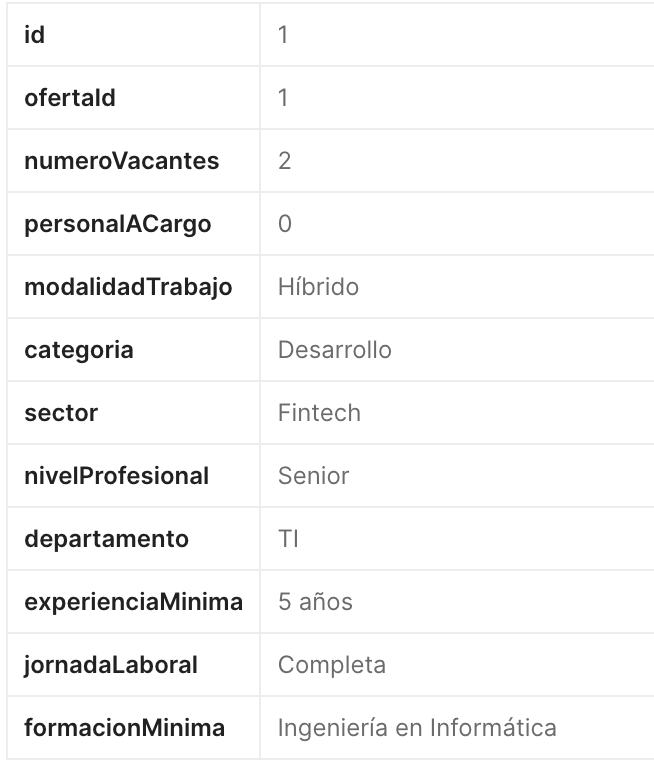 id 1
ofertaId 1
numeroVacantes 2
personalACargo 0
modalidadTrabajo Híbrido
categoria Desarrollo
sector Fintech
nivelProfesional Senior
departamento TI
experienciaMinima 5 años
jornadaLaboral Completa
formacionMinima Ingeniería en Informática